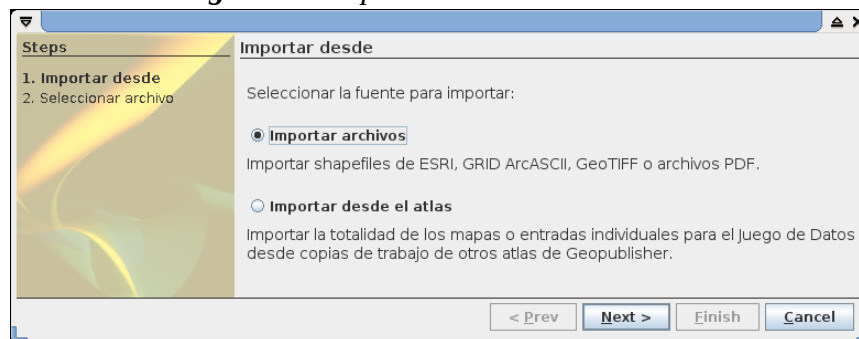 Steps
1. Importar desde
2. Seleccionar archivo
Importar desde
Seleccionar la fuente para importar:
Importar archivos
Importar shapefiles de ESRI, GRID ArcASCII, GeoTIFF o archivos PDF.
Importar desde el atlas
Importar la totalidad de los mapas o entradas individuales para el Juego de Datos
desde copias de trabajo de otros atlas de Geopublisher.
< Prev Next > Finish Cancel